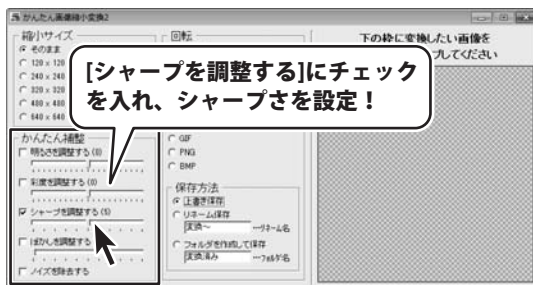 かんたん画像縮小変換2
縮小サイズ
そのまま
120 x 120
240 x 240
320 x 320
480 x 480
640 x 640
回転
下の枠に変換したい画像を
プしてください
[シャープを調整する]にチェック
を入れ、シャープさを設定！
かんたん補整
明るさを調整する (0)
彩度を調整する (0)
シャープを調整する (5)
ぼかしを調整する
ノイズを除去する
GIF
PNG
BMP
保存方法
上書き保存
リネーム保存
変換～ …リネーム名
フォルダを作成して保存
変換済み …フォルダ名